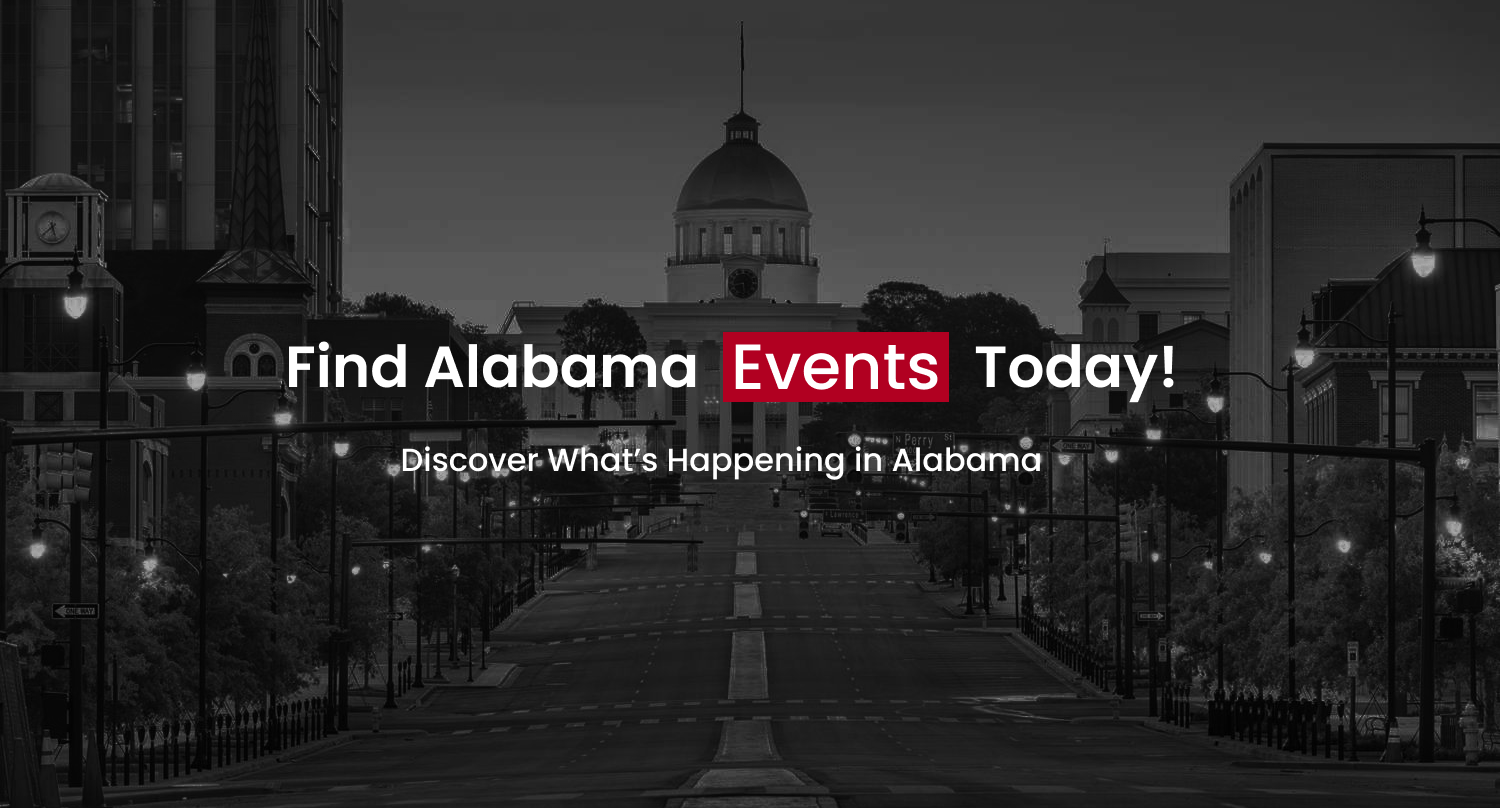 Find Alabama Events Today!
N Perry St
ONE WAY
Discover What’s Happening in Alabama
ONE WAY